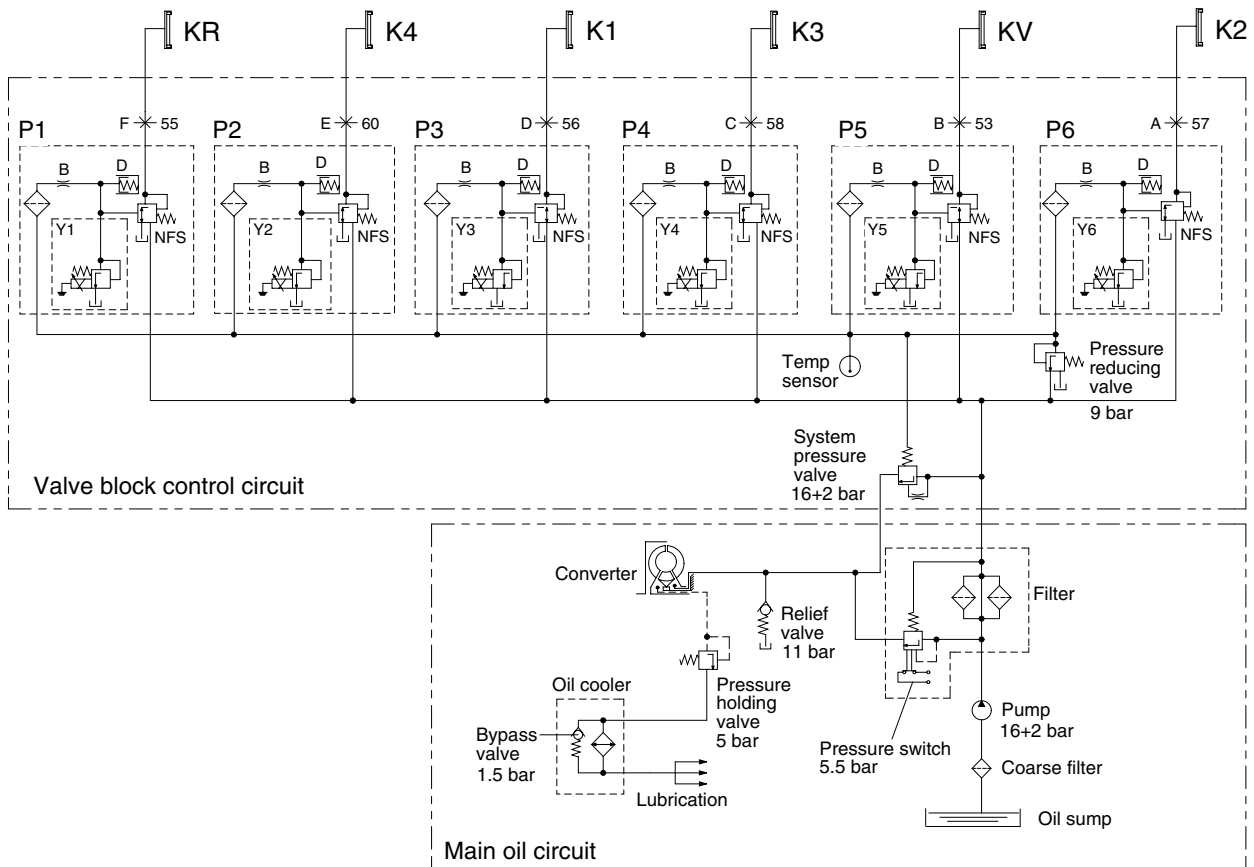 KR
K4
K1
K3
KV
K2
P1
F 55
P2
E 60
P3
D 56
P4
C 58
P5
B 53
P6
A 57
B
D
B
D
B
D
B
D
B
D
B
D
Y1
NFS
Y2
NFS
Y3
NFS
Y4
NFS
Y5
NFS
Y6
NFS
Temp
sensor
Pressure
reducing
valve
9 bar
System
pressure
valve
16+2 bar
Valve block control circuit
Converter
Relief
valve
11 bar
Filter
Oil cooler
Pressure
holding
valve
5 bar
Bypass
valve
1.5 bar
Lubrication
Pressure switch
5.5 bar
Pump
16+2 bar
Coarse filter
Oil sump
Main oil circuit